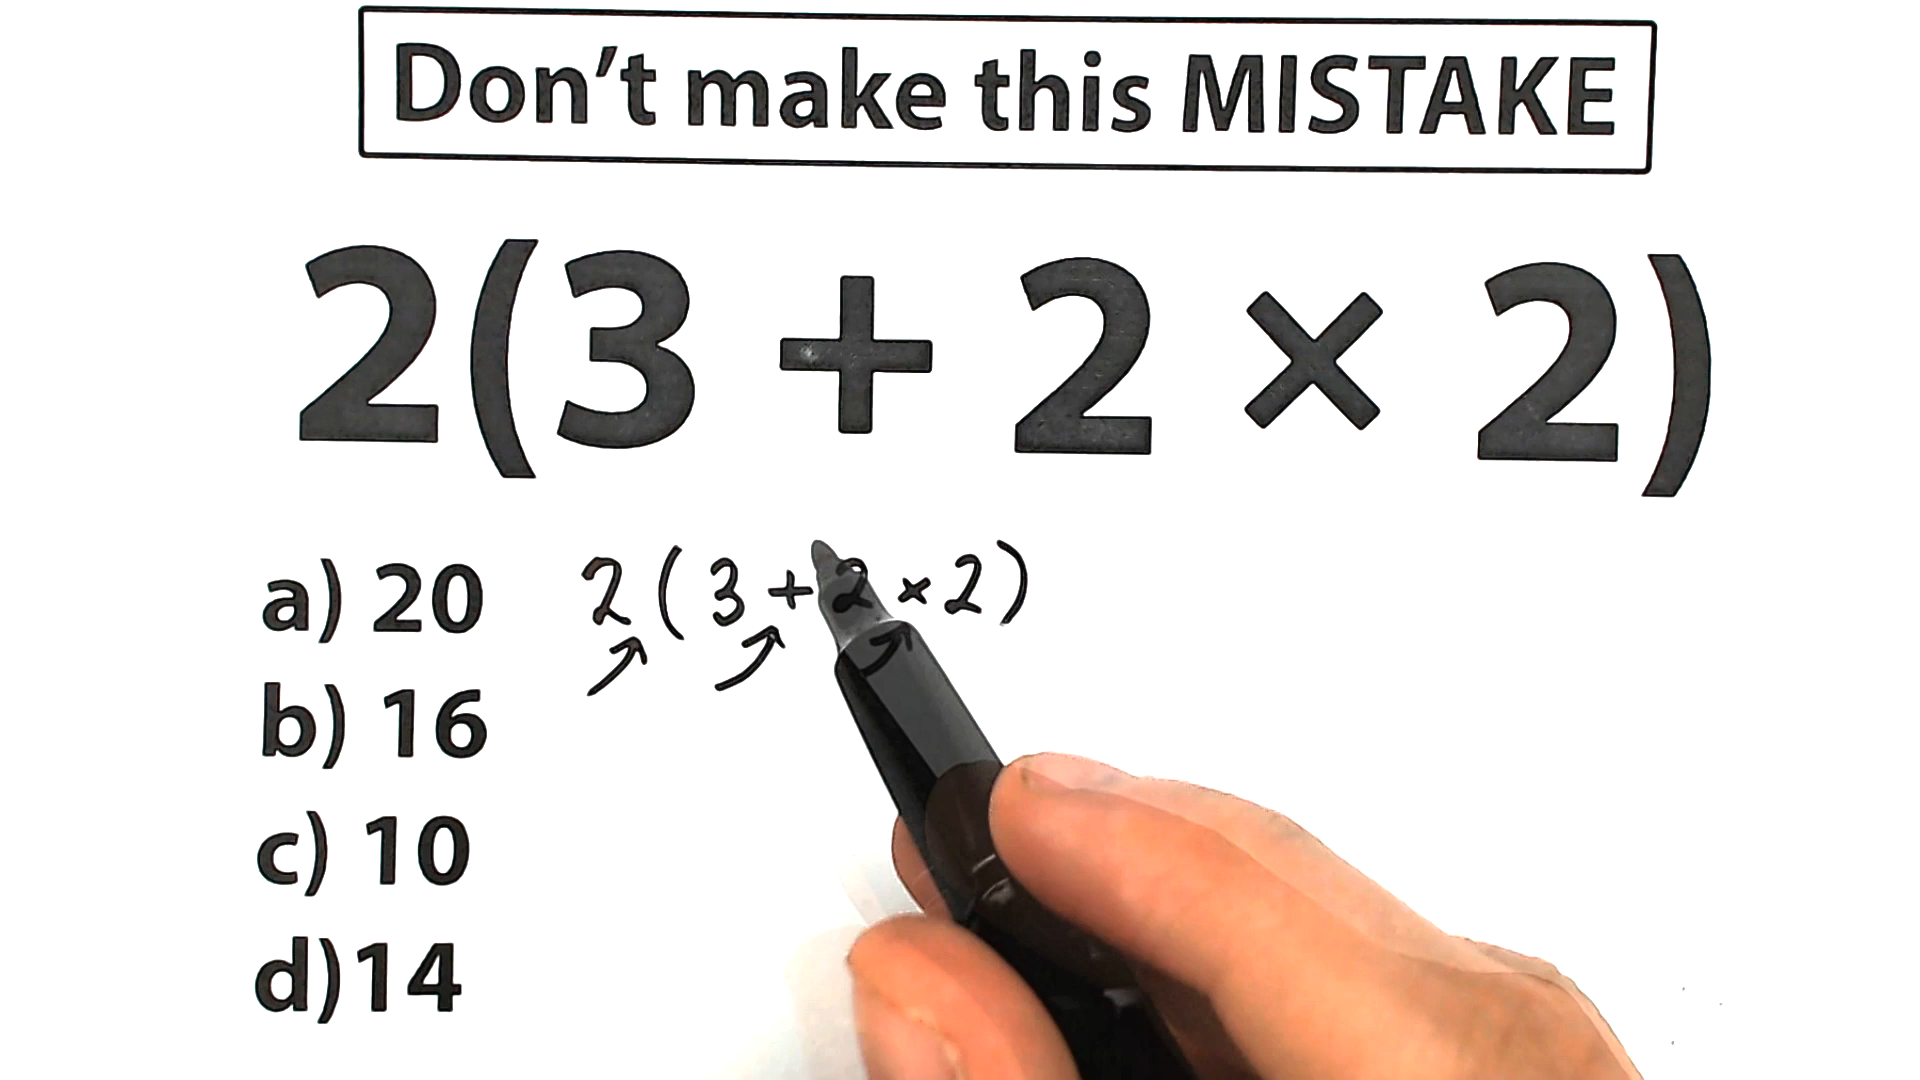 Don't make this MISTAKE
2(3 + 2 × 2)
a) 20
2(3+2×2)
b) 16
c) 10
d)14